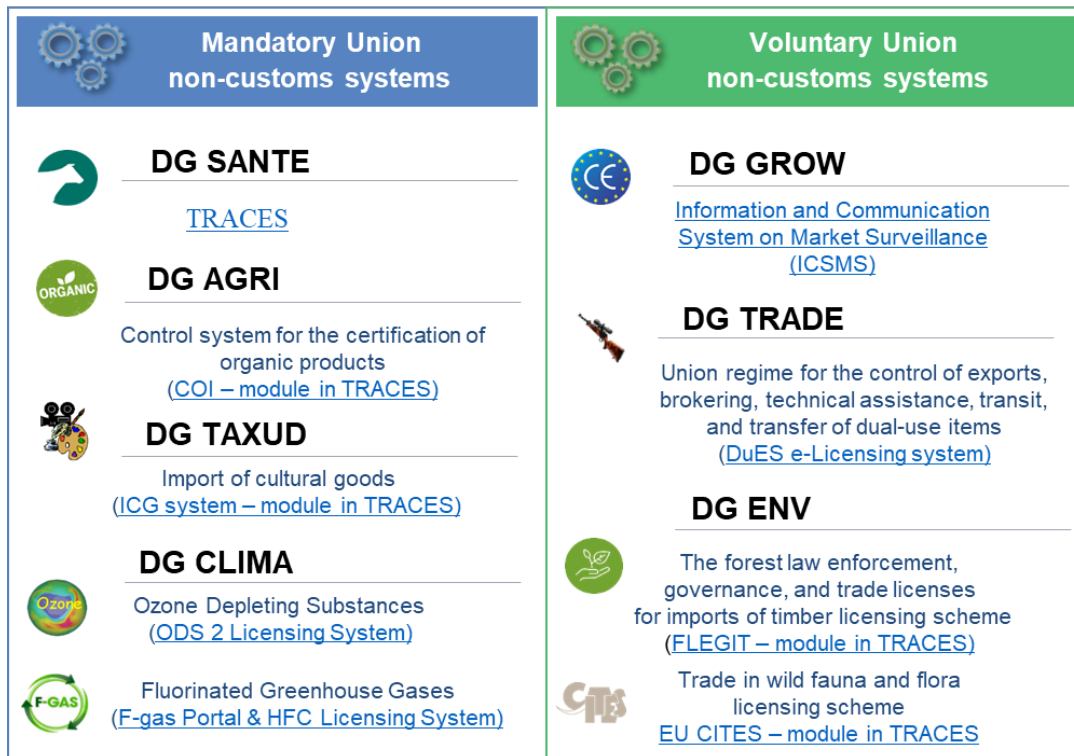 Mandatory Union
non-customs systems
DG SANTE
TRACES
ORGANIC
DG AGRI
Control system for the certification of
organic products
(COI – module in TRACES)
DG TAXUD
Import of cultural goods
(ICG system – module in TRACES)
DG CLIMA
Ozone
Ozone Depleting Substances
(ODS 2 Licensing System)
F-GAS
Fluorinated Greenhouse Gases
(F-gas Portal & HFC Licensing System)
Voluntary Union
non-customs systems
CE
DG GROW
Information and Communication
System on Market Surveillance
(ICSMS)
DG TRADE
Union regime for the control of exports,
brokering, technical assistance, transit,
and transfer of dual-use items
(DuES e-Licensing system)
DG ENV
The forest law enforcement,
governance, and trade licenses
for imports of timber licensing scheme
(FLEGIT – module in TRACES)
CITES
Trade in wild fauna and flora
licensing scheme
EU CITES – module in TRACES